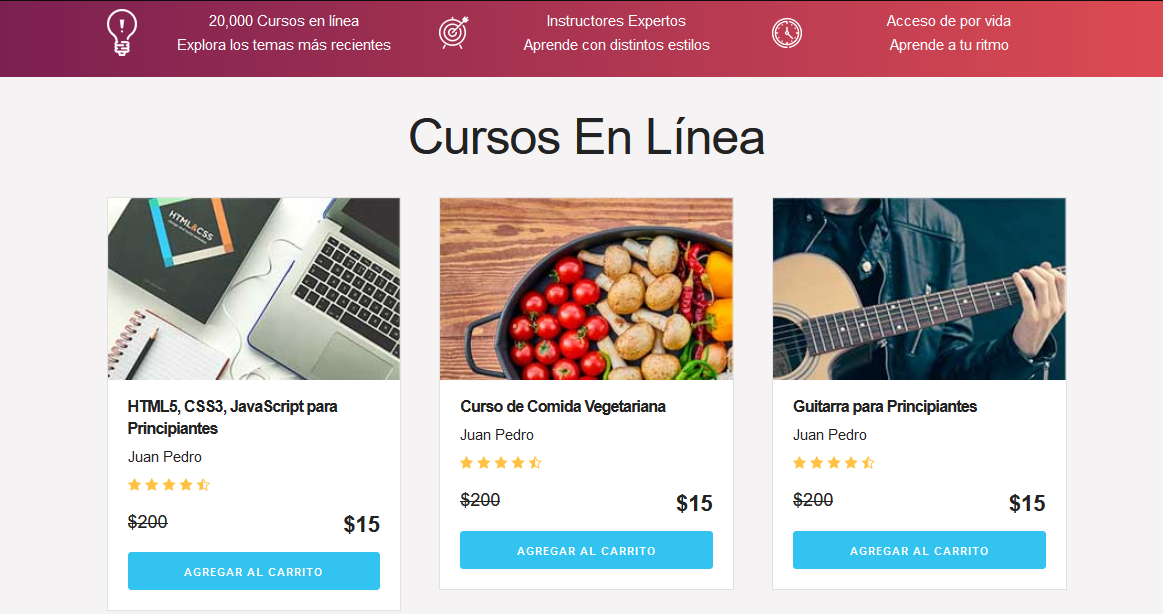 20,000 Cursos en línea
Explora los temas más recientes
Instructores Expertos
Aprende con distintos estilos
Acceso de por vida
Aprende a tu ritmo
Cursos En Línea
HTML&CSS
HTML5, CSS3, JavaScript para
Principiantes
Juan Pedro
$200
$15
AGREGAR AL CARRITO
Curso de Comida Vegetariana
Juan Pedro
$200
$15
AGREGAR AL CARRITO
Guitarra para Principiantes
Juan Pedro
$200
$15
AGREGAR AL CARRITO